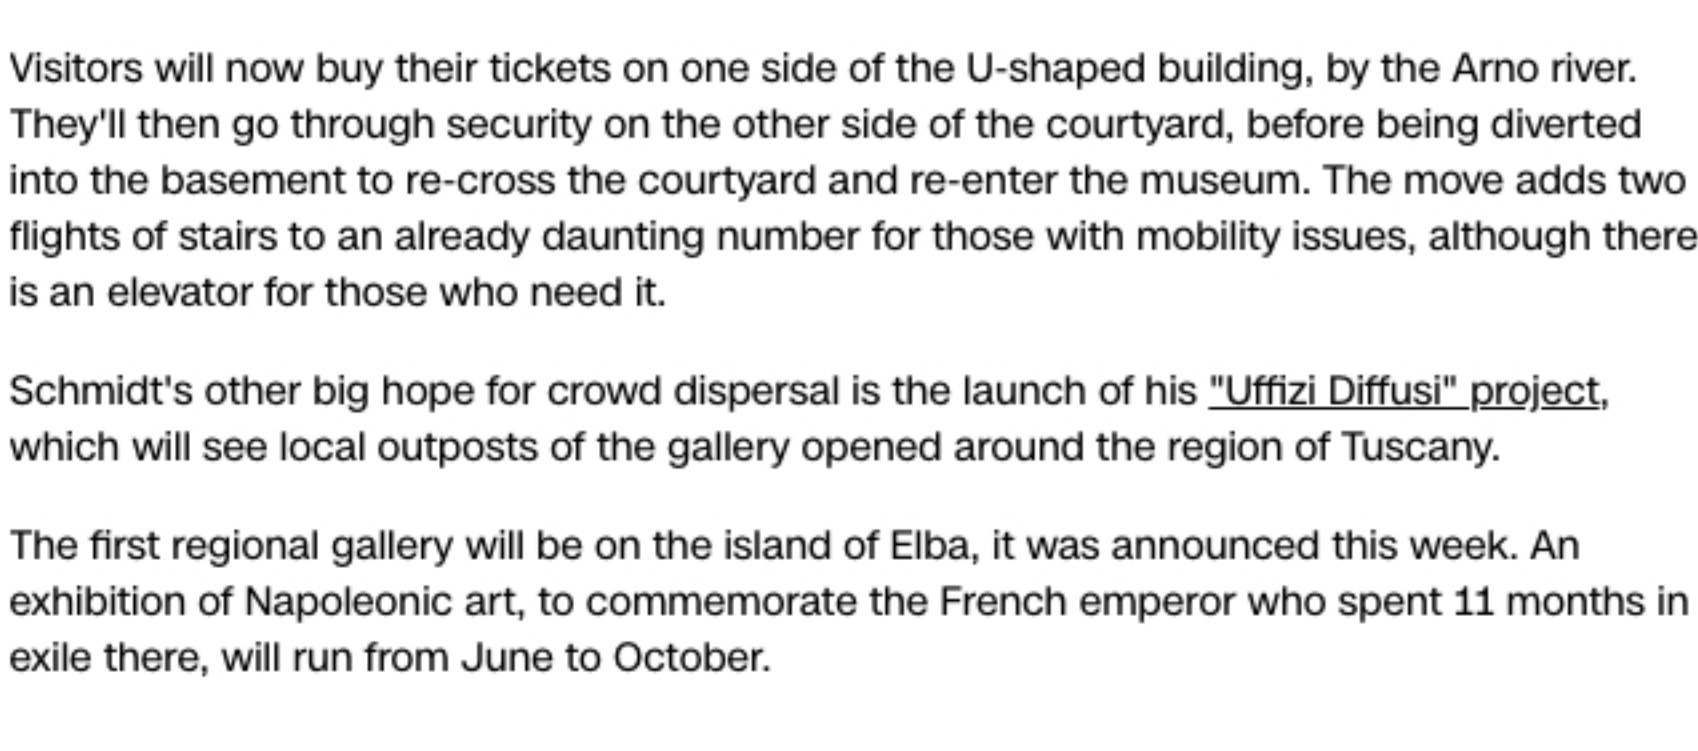 Visitors will now buy their tickets on one side of the U-shaped building, by the Arno river.
They'll then go through security on the other side of the courtyard, before being diverted
into the basement to re-cross the courtyard and re-enter the museum. The move adds two
flights of stairs to an already daunting number for those with mobility issues, although there
is an elevator for those who need it.
Schmidt's other big hope for crowd dispersal is the launch of his "Uffizi Diffusi" project,
which will see local outposts of the gallery opened around the region of Tuscany.
The first regional gallery will be on the island of Elba, it was announced this week. An
exhibition of Napoleonic art, to commemorate the French emperor who spent 11 months in
exile there, will run from June to October.